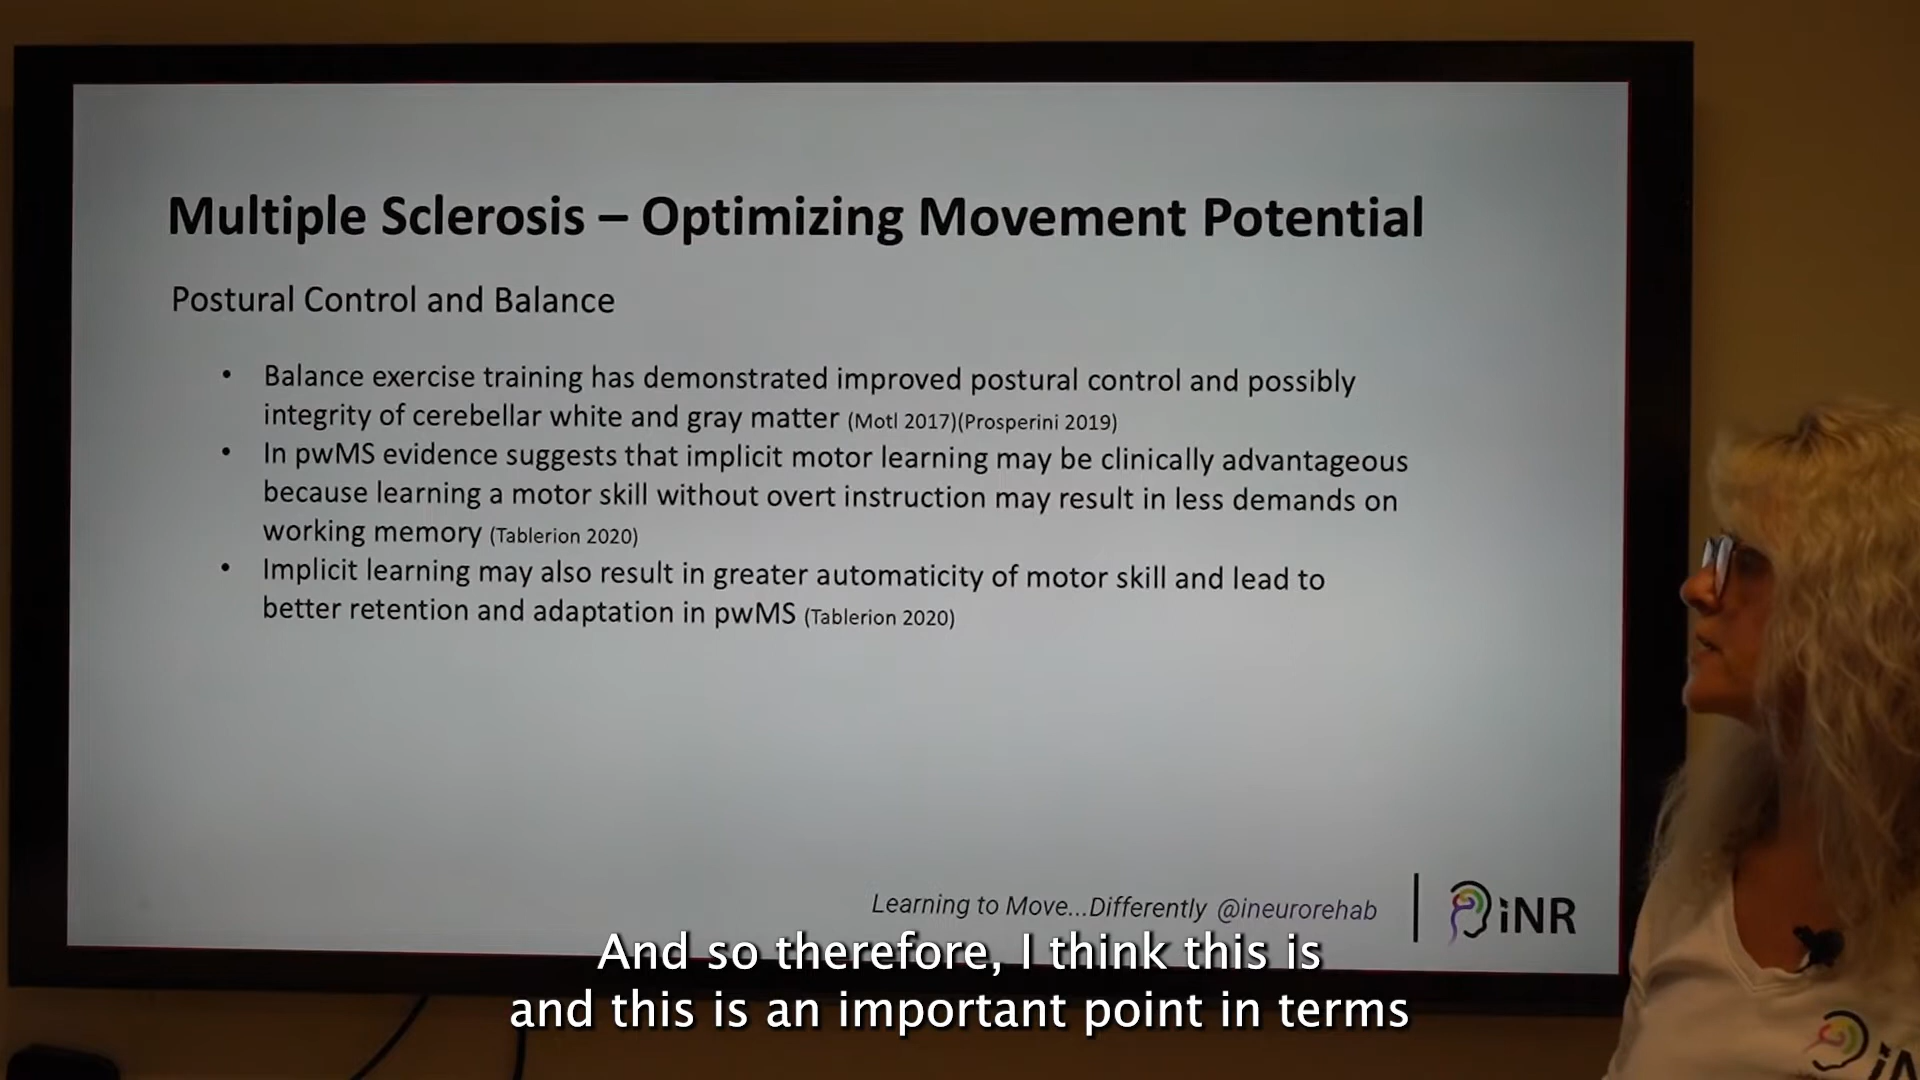 Multiple Sclerosis – Optimizing Movement Potential
Postural Control and Balance
• Balance exercise training has demonstrated improved postural control and possibly
integrity of cerebellar white and gray matter (Motl 2017)(Prosperini 2019)
• In pwMS evidence suggests that implicit motor learning may be clinically advantageous
because learning a motor skill without overt instruction may result in less demands on
working memory (Tablerion 2020)
• Implicit learning may also result in greater automaticity of motor skill and lead to
better retention and adaptation in pwMS (Tablerion 2020)
Learning to Move...Differently @ineurorehab
iNR
And so therefore, I think this is
and this is an important point in terms